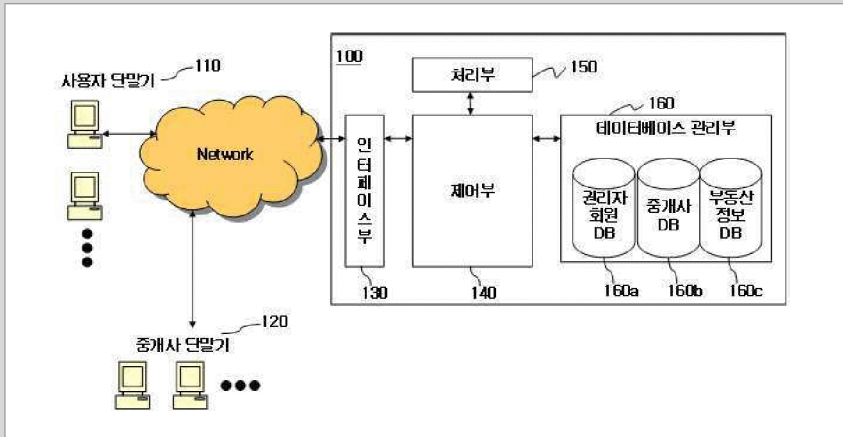 100
사용자 단말기
110
처리부
150
160
데이터베이스 관리부
Network
인터페이스부
제어부
권리자
회원
DB
중개사
DB
부동산
정보
DB
130
140
160a
160b
160c
120
중개사 단말기